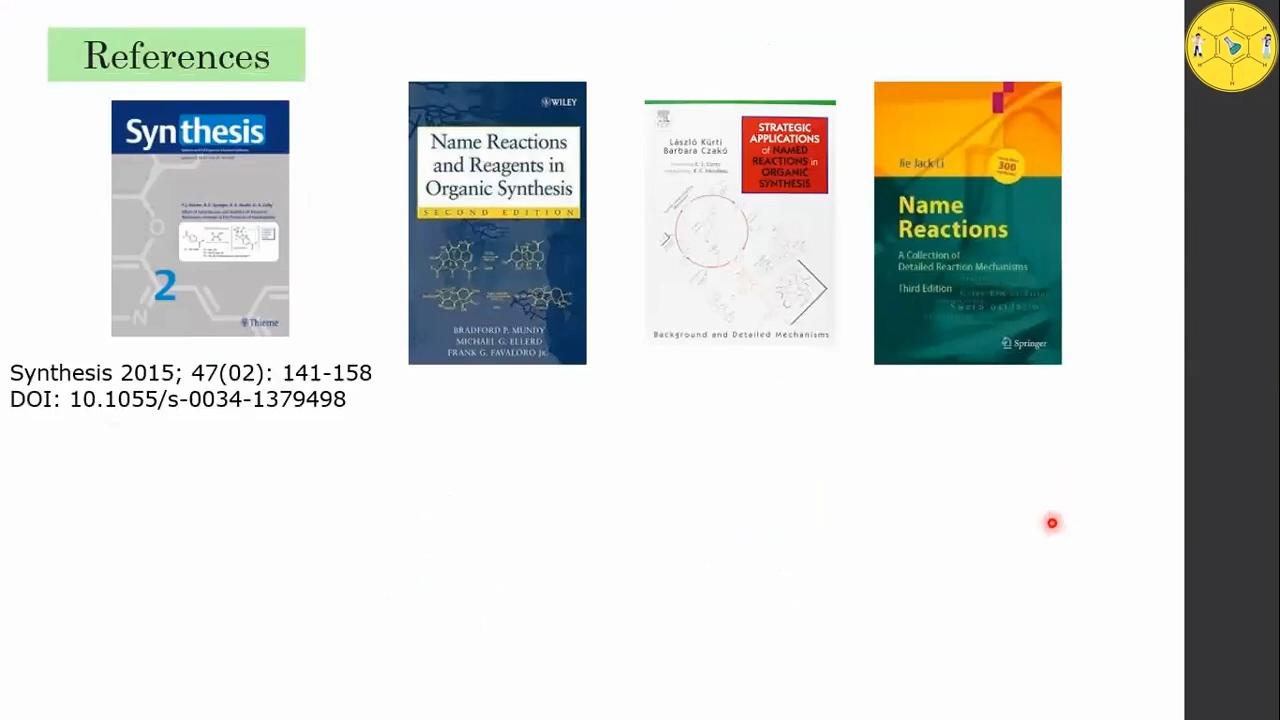 References
Synthesis
2
Thieme
Synthesis 2015; 47(02): 141-158
DOI: 10.1055/s-0034-1379498
WILEY
Name Reactions
and Reagents in
Organic Synthesis
SECOND EDITION
BRADFORD P. MUNDY
MICHAEL G. ELLERD
FRANK G. FAVALORO Jr.
László Kürti
Barbara Czakó
STRATEGIC
APPLICATIONS
of NAMED
REACTIONS in
ORGANIC
SYNTHESIS
Background and Detailed Mechanisms
Jie Jack Li
300
Name
Reactions
A Collection of
Detailed Reaction Mechanisms
Third Edition
Springer